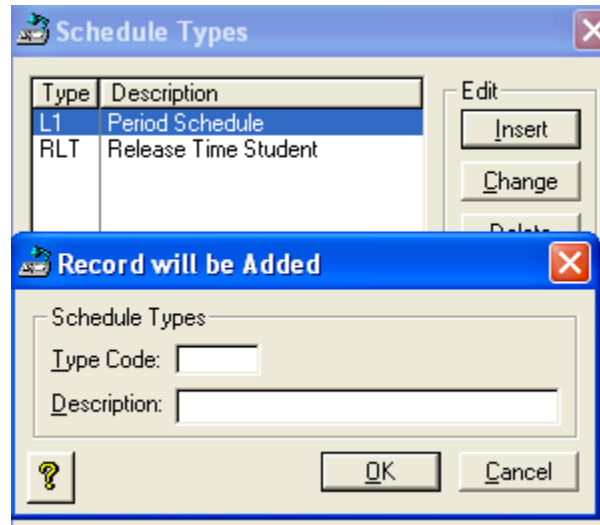 Schedule Types
Type Description
Edit
L1 Period Schedule
RLT Release Time Student
Insert
Change
Delete
Record will be Added
Schedule Types
Type Code:
Description:
?
OK
Cancel